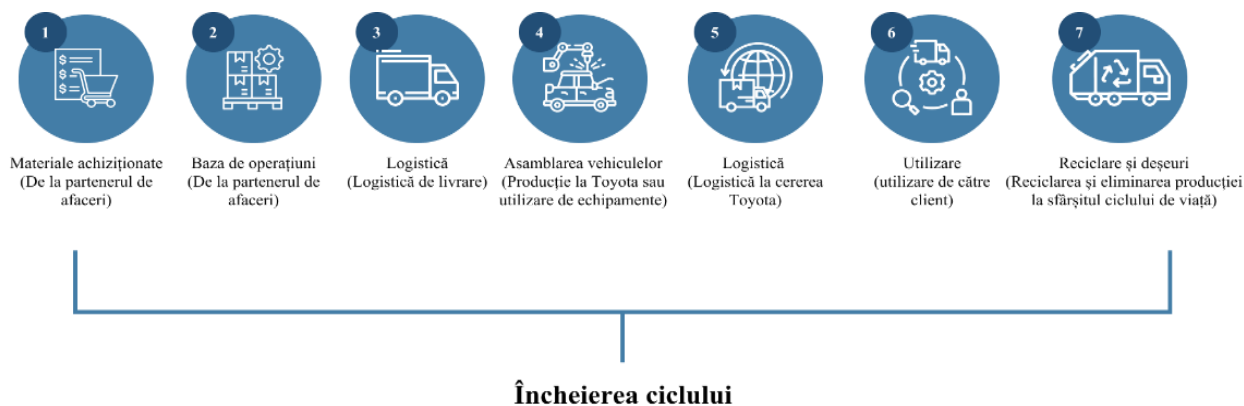 1
2
3
4
5
6
7
$
$
$
Materiale achiziționate
(De la partenerul de
afaceri)
Baza de operațiuni
(De la partenerul de
afaceri)
Logistică
(Logistică de livrare)
Asamblarea vehiculelor
(Producție la Toyota sau
utilizare de echipamente)
Logistică
(Logistică la cererea
Toyota)
Utilizare
(utilizare de către
client)
Reciclare și deșeuri
(Reciclarea și eliminarea producției
la sfârșitul ciclului de viață)
Încheierea ciclului